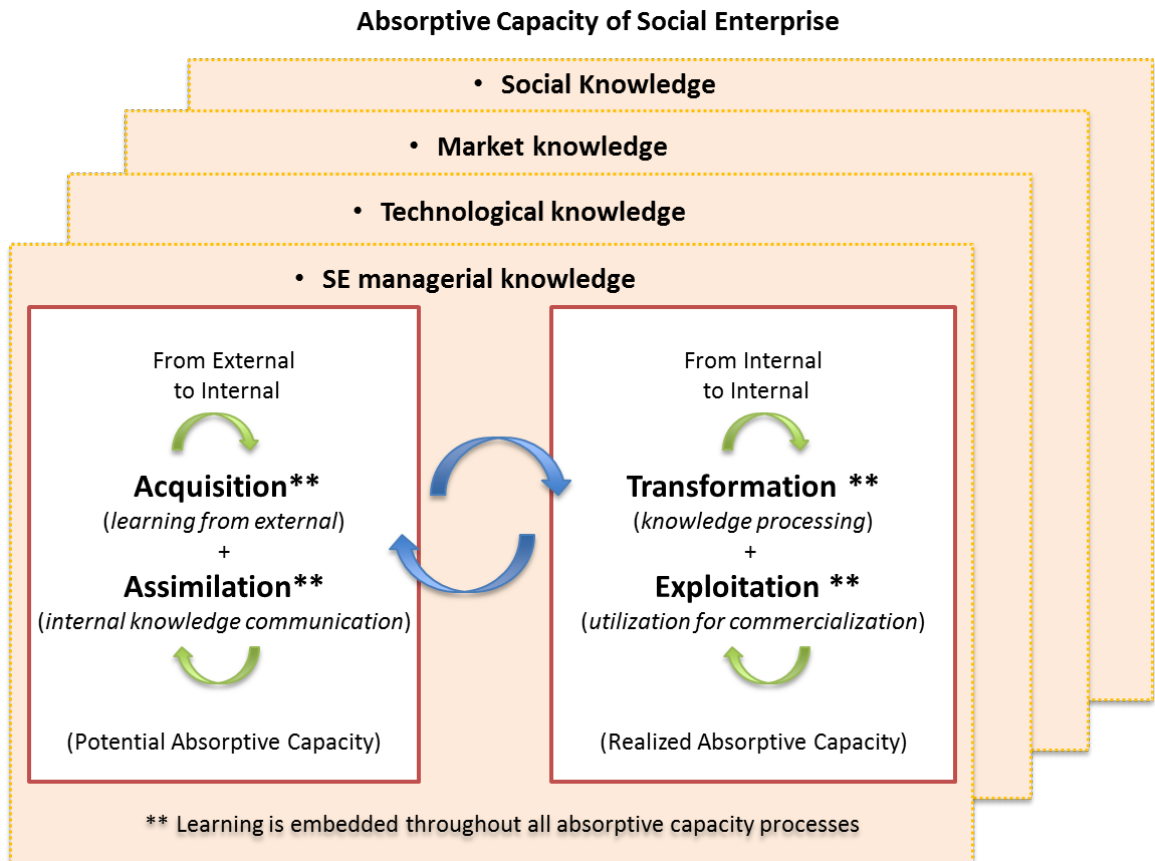 Absorptive Capacity of Social Enterprise
• Social Knowledge
• Market knowledge
• Technological knowledge
• SE managerial knowledge
From External
to Internal
Acquisition**
(learning from external)
+
Assimilation**
(internal knowledge communication)
(Potential Absorptive Capacity)
From Internal
to Internal
Transformation **
(knowledge processing)
+
Exploitation **
(utilization for commercialization)
(Realized Absorptive Capacity)
** Learning is embedded throughout all absorptive capacity processes